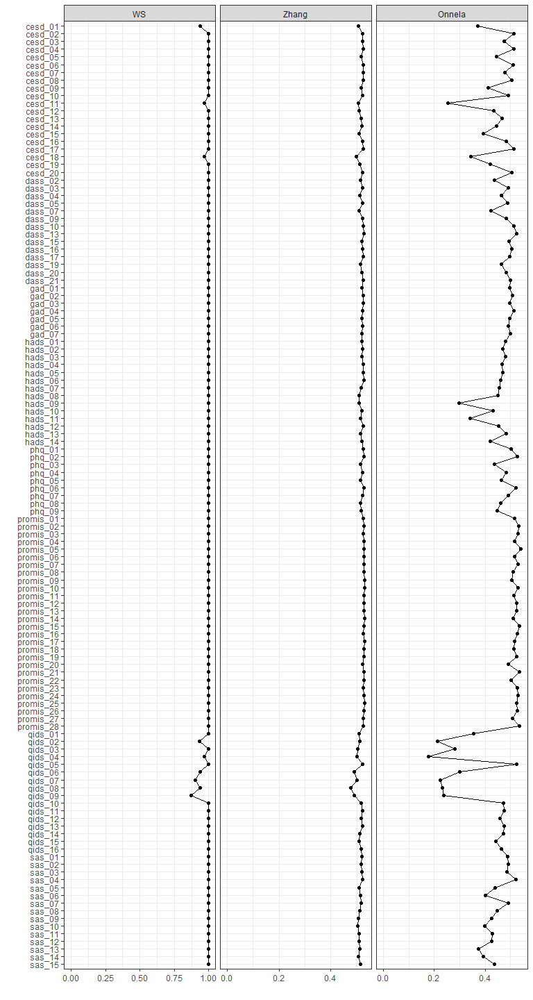 WS Zhang Onnela
cesd_01
cesd_02
cesd_03
cesd_04
cesd_05
cesd_06
cesd_07
cesd_08
cesd_09
cesd_10
cesd_11
cesd_12
cesd_13
cesd_14
cesd_15
cesd_16
cesd_17
cesd_18
cesd_19
cesd_20
dass_02
dass_03
dass_04
dass_05
dass_07
dass_09
dass_10
dass_13
dass_15
dass_16
dass_17
dass_19
dass_20
dass_21
gad_01
gad_02
gad_03
gad_04
gad_05
gad_06
gad_07
hads_01
hads_02
hads_03
hads_04
hads_05
hads_06
hads_07
hads_08
hads_09
hads_10
hads_11
hads_12
hads_13
hads_14
phq_01
phq_02
phq_03
phq_04
phq_05
phq_06
phq_07
phq_08
phq_09
promis_01
promis_02
promis_03
promis_04
promis_05
promis_06
promis_07
promis_08
promis_09
promis_10
promis_11
promis_12
promis_13
promis_14
promis_15
promis_16
promis_17
promis_18
promis_19
promis_20
promis_21
promis_22
promis_23
promis_24
promis_25
promis_26
promis_27
promis_28
qids_01
qids_02
qids_03
qids_04
qids_05
qids_06
qids_07
qids_08
qids_09
qids_10
qids_11
qids_12
qids_13
qids_14
qids_15
qids_16
sas_01
sas_02
sas_03
sas_04
sas_05
sas_06
sas_07
sas_08
sas_09
sas_10
sas_11
sas_12
sas_13
sas_14
sas_15
0.00 0.25 0.50 0.75 1.00 0.0 0.2 0.4 0.0 0.2 0.4